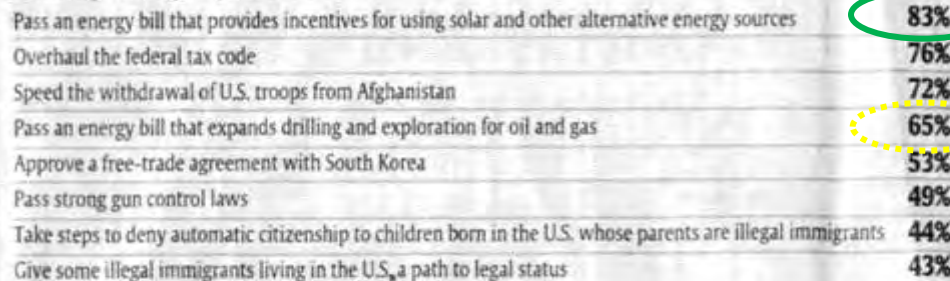 Pass an energy bill that provides incentives for using solar and other alternative energy sources 83%
Overhaul the federal tax code 76%
Speed the withdrawal of U.S. troops from Afghanistan 72%
Pass an energy bill that expands drilling and exploration for oil and gas 65%
Approve a free-trade agreement with South Korea 53%
Pass strong gun control laws 49%
Take steps to deny automatic citizenship to children born in the U.S. whose parents are illegal immigrants 44%
Give some illegal immigrants living in the U.S. a path to legal status 43%